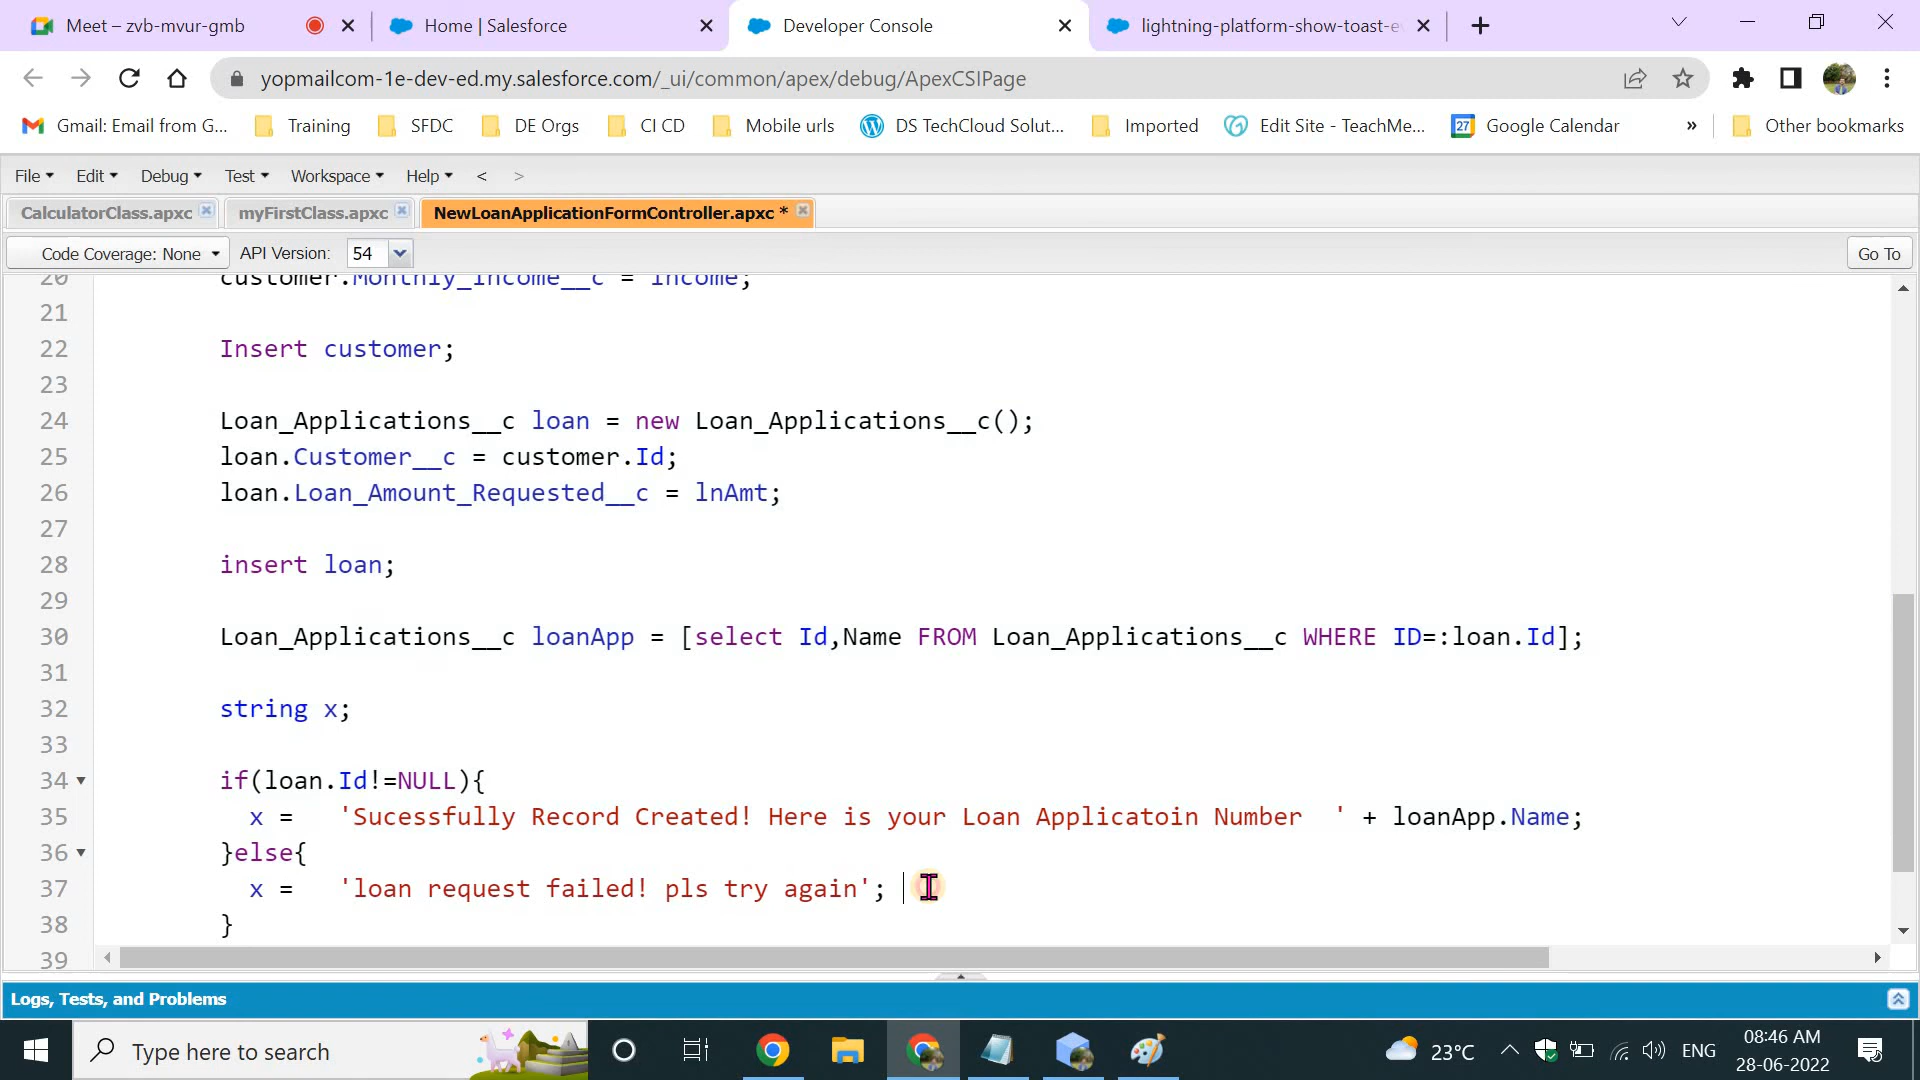 Meet – zvb-mvur-gmb
Home | Salesforce
Developer Console
lightning-platform-show-toast-e
yopmailcom-1e-dev-ed.my.salesforce.com/_ui/common/apex/debug/ApexCSIPage
Gmail: Email from G...
Training
SFDC
DE Orgs
CI CD
Mobile urls
DS TechCloud Solut...
Imported
Edit Site - TeachMe...
27
Google Calendar
»
Other bookmarks
File
Edit
Debug
Test
Workspace
Help
<
>
CalculatorClass.apxc
myFirstClass.apxc
NewLoanApplicationFormController.apxc *
Code Coverage: None
API Version:
54
Go To
20 customer.Monthly_Income__c = income;
21
22 Insert customer;
23
24 Loan_Applications__c loan = new Loan_Applications__c();
25 loan.Customer__c = customer.Id;
26 loan.Loan_Amount_Requested__c = lnAmt;
27
28 insert loan;
29
30 Loan_Applications__c loanApp = [select Id,Name FROM Loan_Applications__c WHERE ID=:loan.Id];
31
32 string x;
33
34 if(loan.Id!=NULL){
35 x =   'Sucessfully Record Created! Here is your Loan Applicatoin Number  ' + loanApp.Name;
36 }else{
37 x =   'loan request failed! pls try again';
38 }
39
Logs, Tests, and Problems
Type here to search
23°C
ENG
08:46 AM
28-06-2022